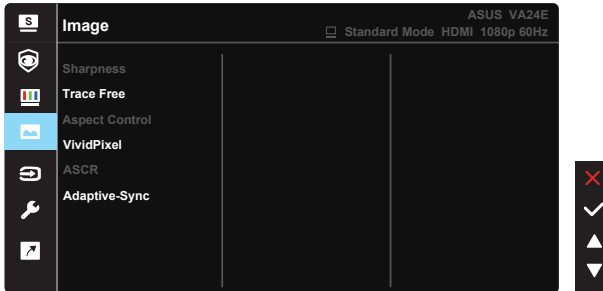 S
Image
ASUS VA24E
Standard Mode HDMI 1080p 60Hz
Sharpness
Trace Free
Aspect Control
VividPixel
ASCR
Adaptive-Sync